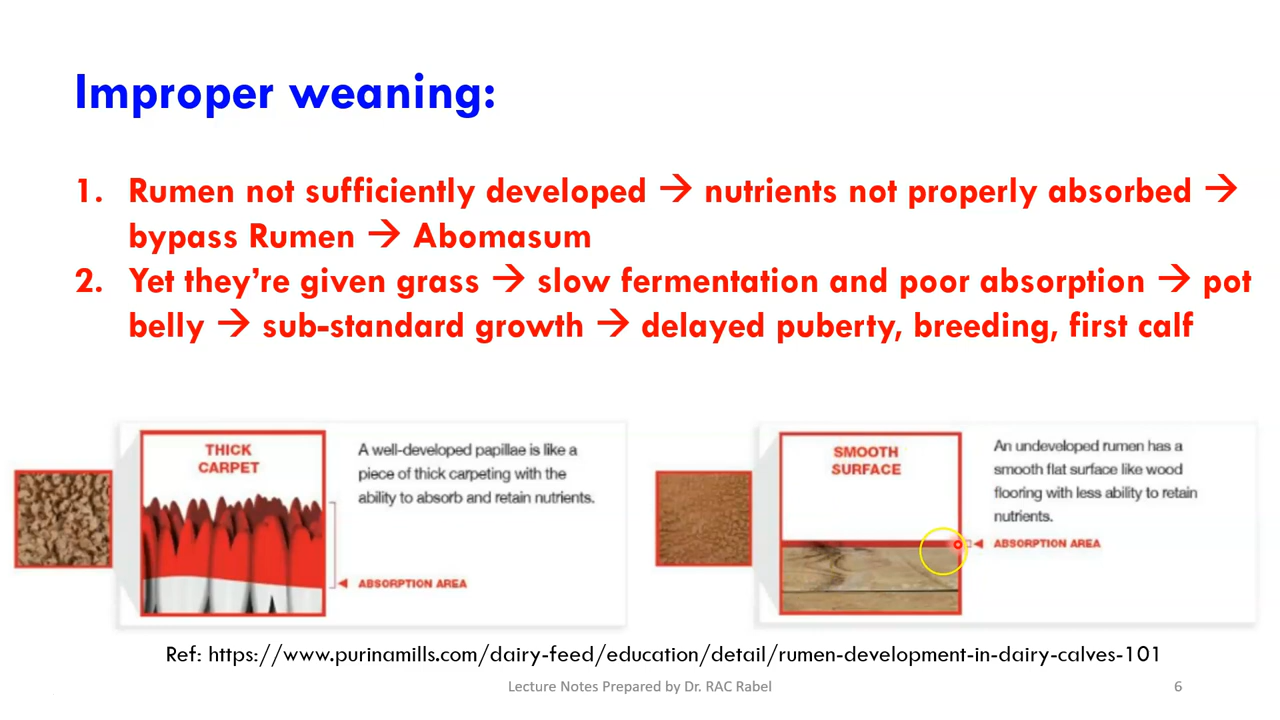 Improper weaning:
1. Rumen not sufficiently developed → nutrients not properly absorbed →
bypass Rumen → Abomasum
2. Yet they're given grass → slow fermentation and poor absorption → pot
belly → sub-standard growth → delayed puberty, breeding, first calf
THICK
CARPET
A well-developed papillae is like a
piece of thick carpeting with the
ability to absorb and retain nutrients.
ABSORPTION AREA
SMOOTH
SURFACE
An undeveloped rumen has a
smooth flat surface like wood
flooring with less ability to retain
nutrients.
ABSORPTION AREA
Ref: https://www.purinamills.com/dairy-feed/education/detail/rumen-development-in-dairy-calves-101
Lecture Notes Prepared by Dr. RAC Rabel
6